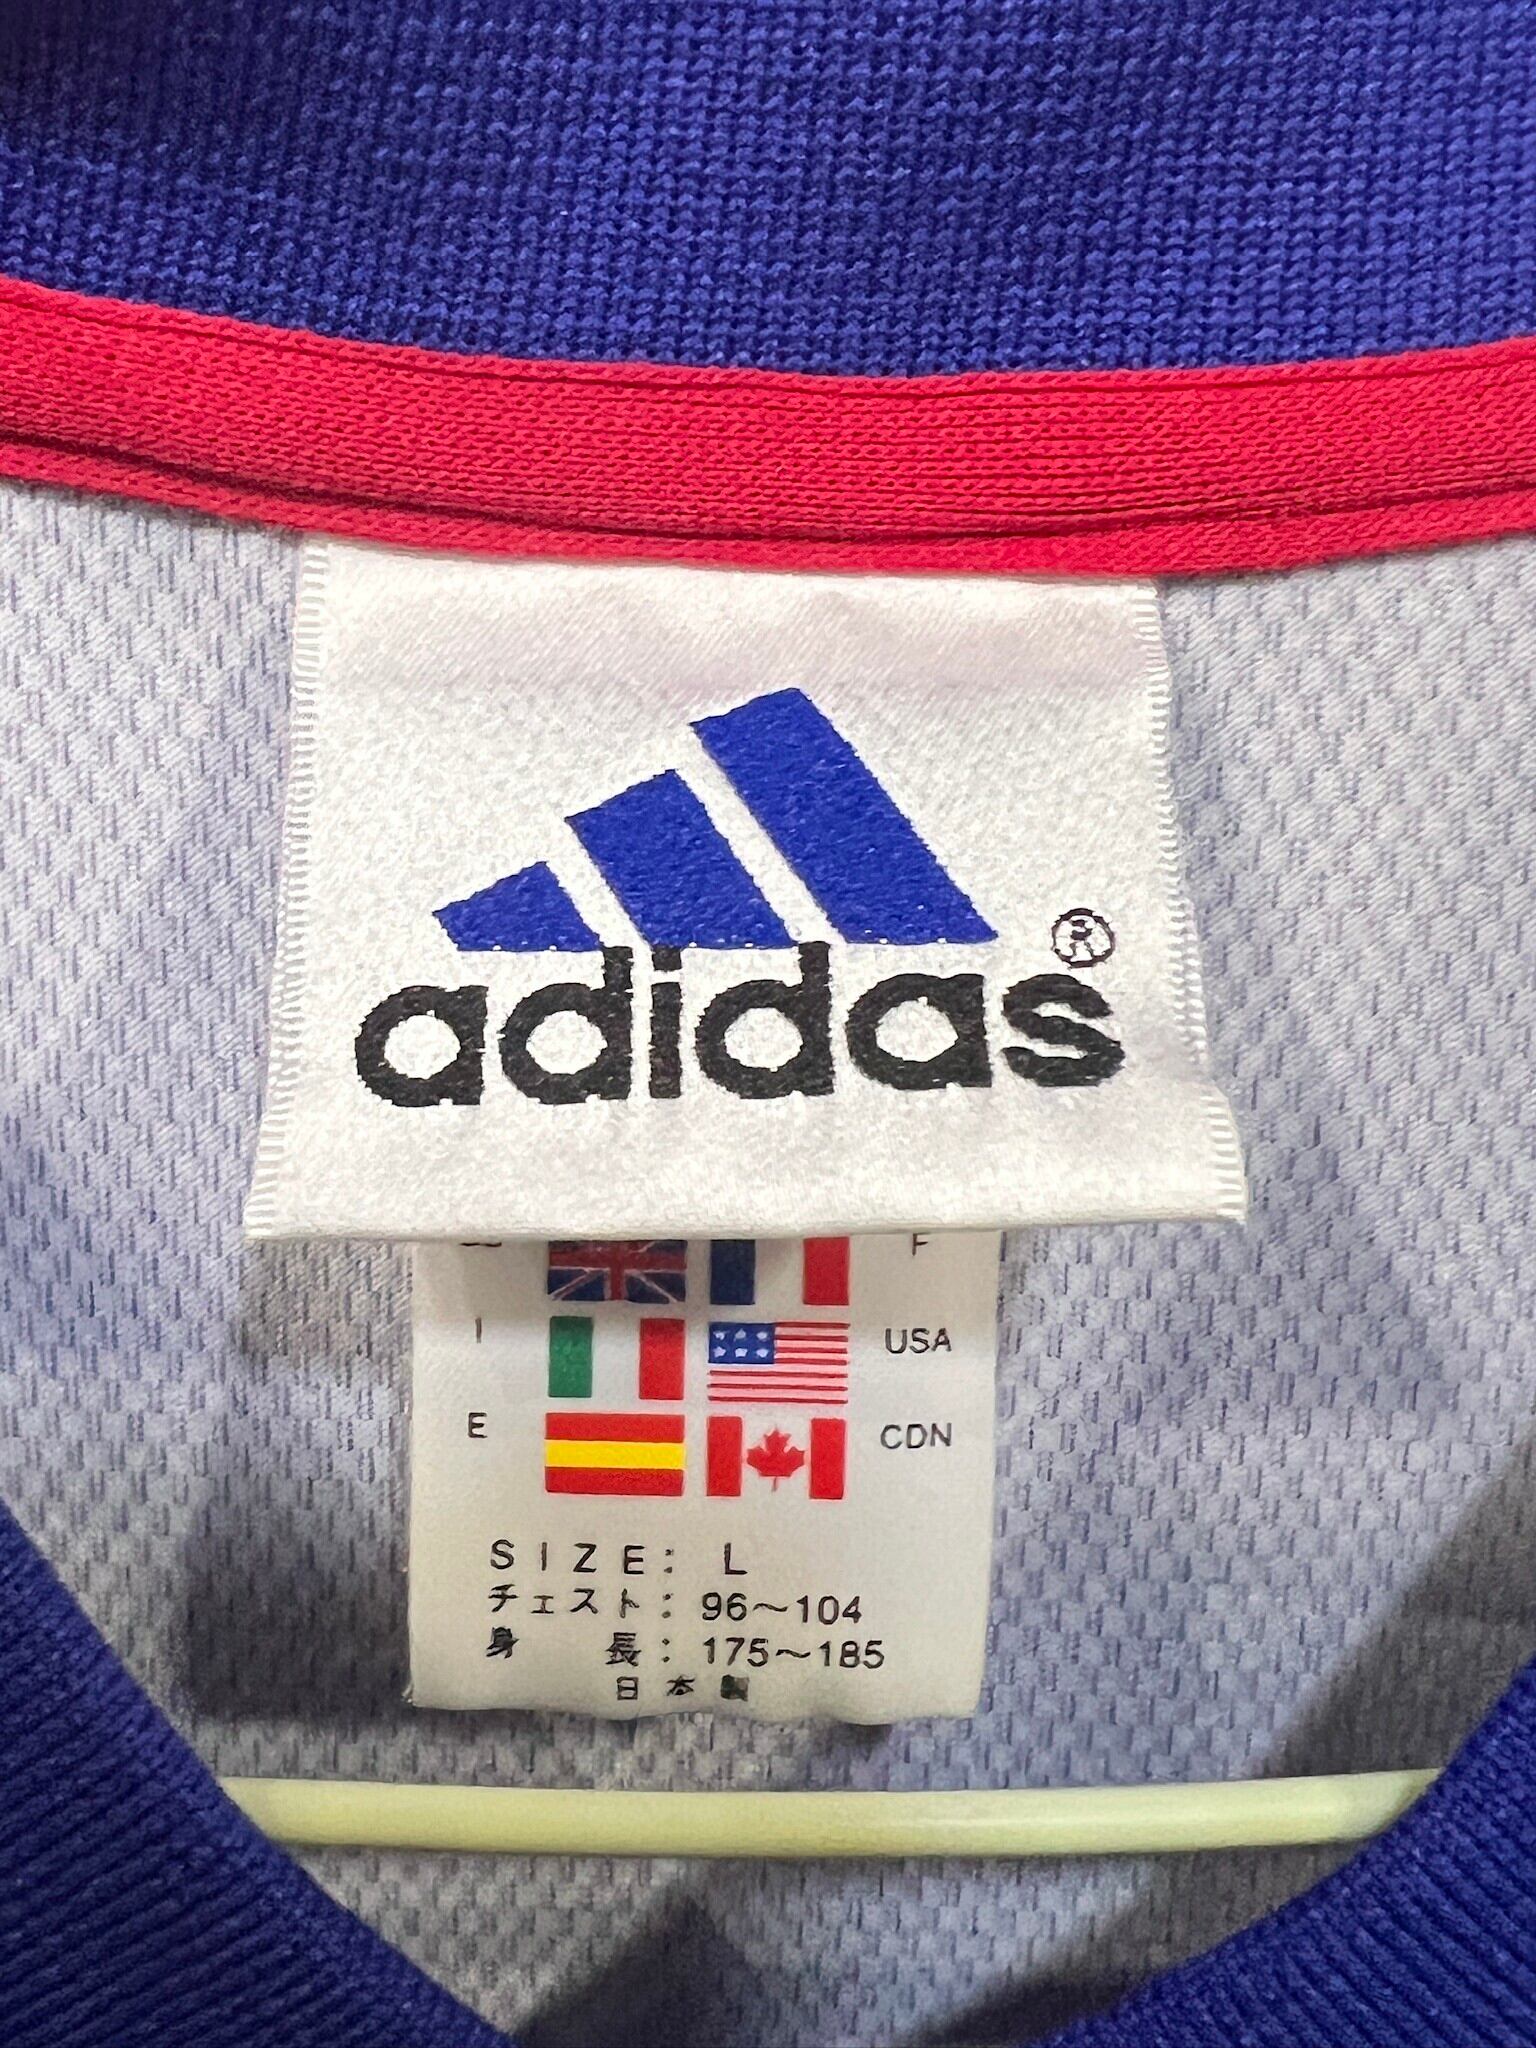 adidas®
F
I USA
E CDN
SIZE: L
チェスト: 96〜104
身 長: 175〜185
日本製